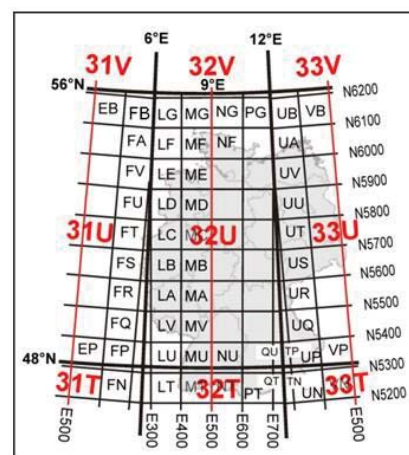 6°E 12°E
31V 32V 33V
56°N 9°E N6200
EB FB LG MG NG PG UB VB N6100
FA LF MF NF UA N6000
FV LE ME UV N5900
FU LD MD UU N5800
31U FT LC 32U UT 33U N5700
FS LB MB US N5600
FR LA MA UR N5500
FQ LV MV UQ N5400
48°N EP FP LU MU NU QU TP UP VP N5300
31T FN LT 32T PT QT TN UN 33T N5200
E500 E300 E400 E500 E600 E700 E500